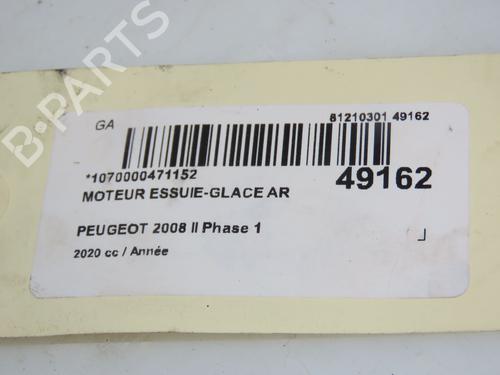 GA
81210301 49162
*1070000471152
49162
MOTEUR ESSUIE-GLACE AR
PEUGEOT 2008 II Phase 1
2020 cc / Année
B-PARTS